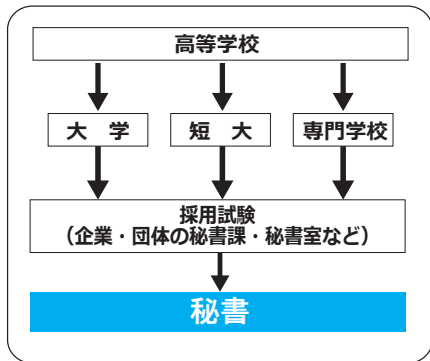 高等学校
大　学
短　大
専門学校
採用試験
（企業・団体の秘書課・秘書室など）
秘書